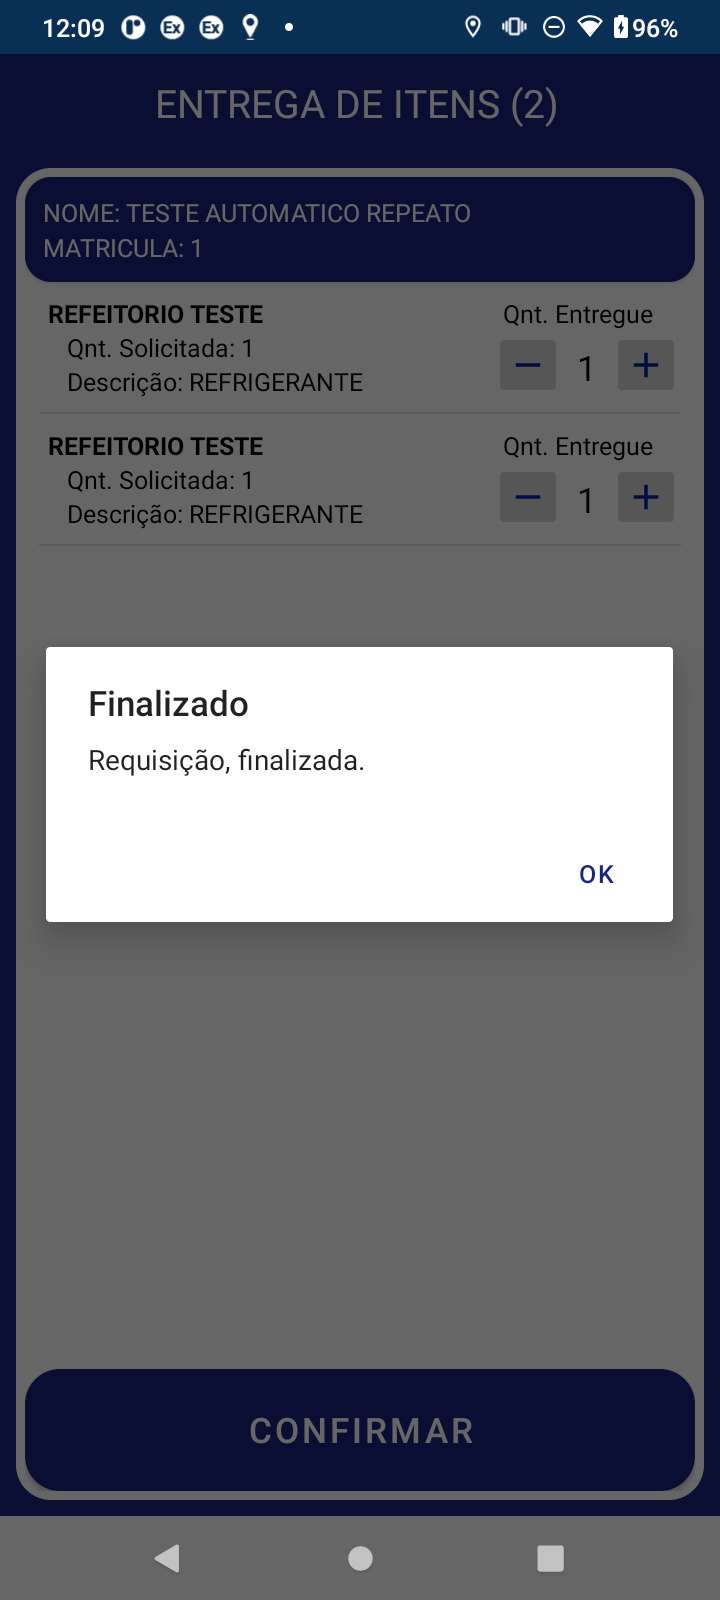 12:09 Ex Ex 96%
ENTREGA DE ITENS (2)
NOME: TESTE AUTOMATICO REPEATO
MATRICULA: 1
REFEITORIO TESTE Qnt. Entregue
Qnt. Solicitada: 1
Descrição: REFRIGERANTE
− 1 +
REFEITORIO TESTE Qnt. Entregue
Qnt. Solicitada: 1
Descrição: REFRIGERANTE
− 1 +
Finalizado
Requisição, finalizada.
OK
CONFIRMAR